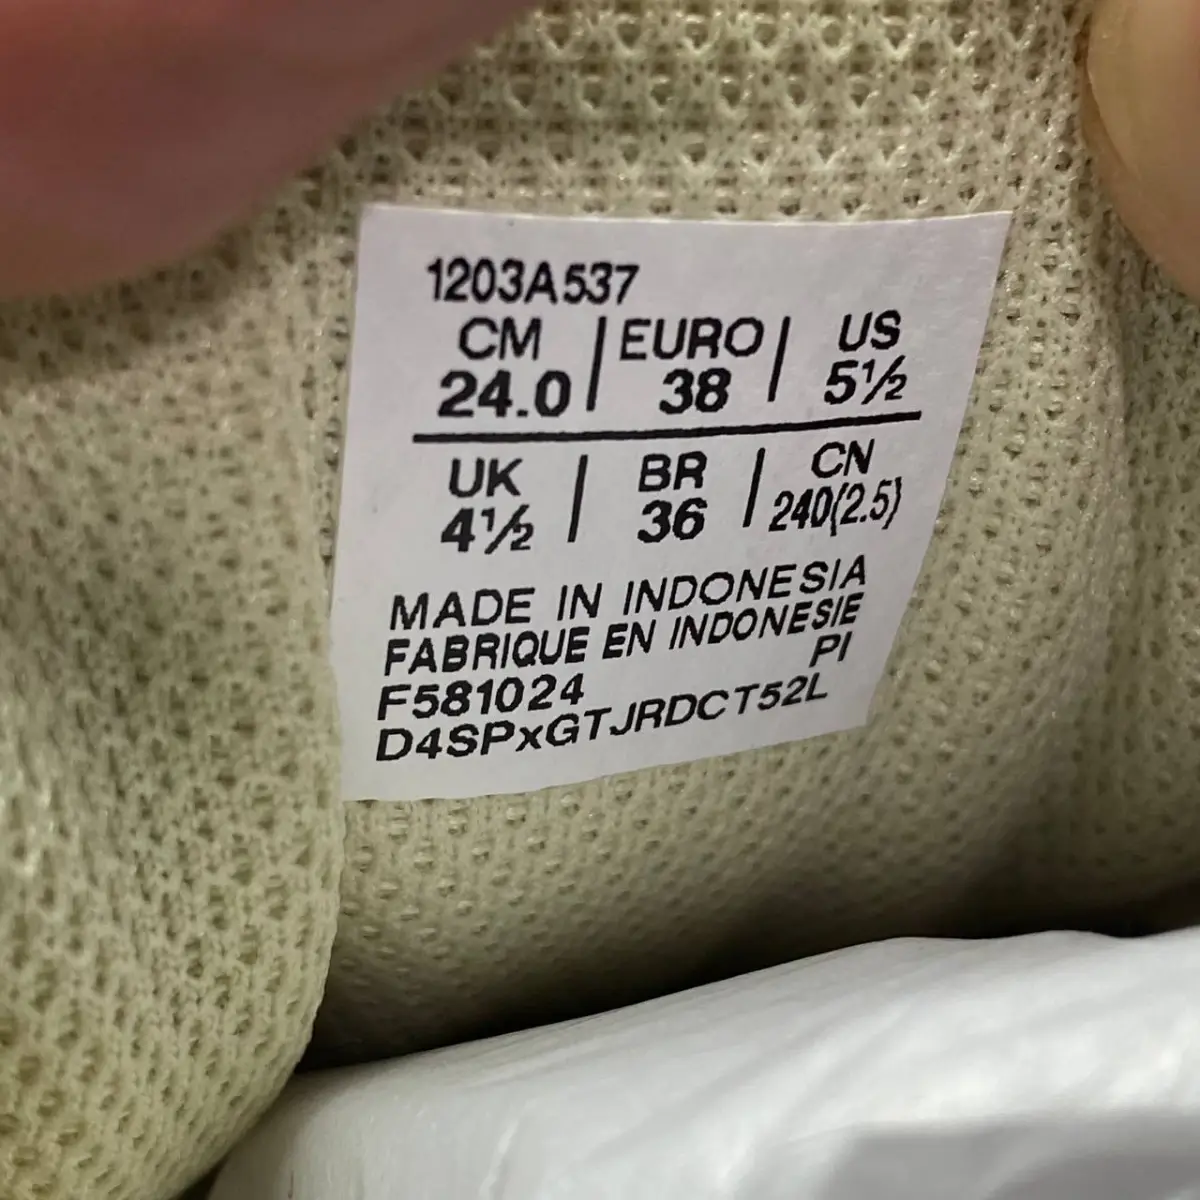 1203A537
CM | EURO | US
24.0 38 5½
UK | BR | CN
4½ 36 240(2.5)
MADE IN INDONESIA
FABRIQUE EN INDONESIE
PI
F581024
D4SPxGTJRDCT52L